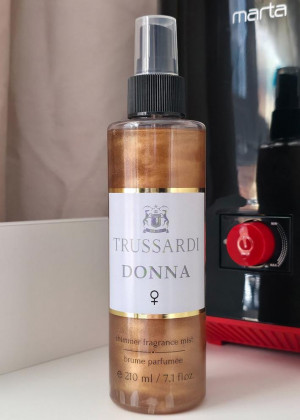 marta
TRUSSARDI
DONNA
♀
shimmer fragrance mist
brume parfumée
e 210 ml / 7,1 fl oz